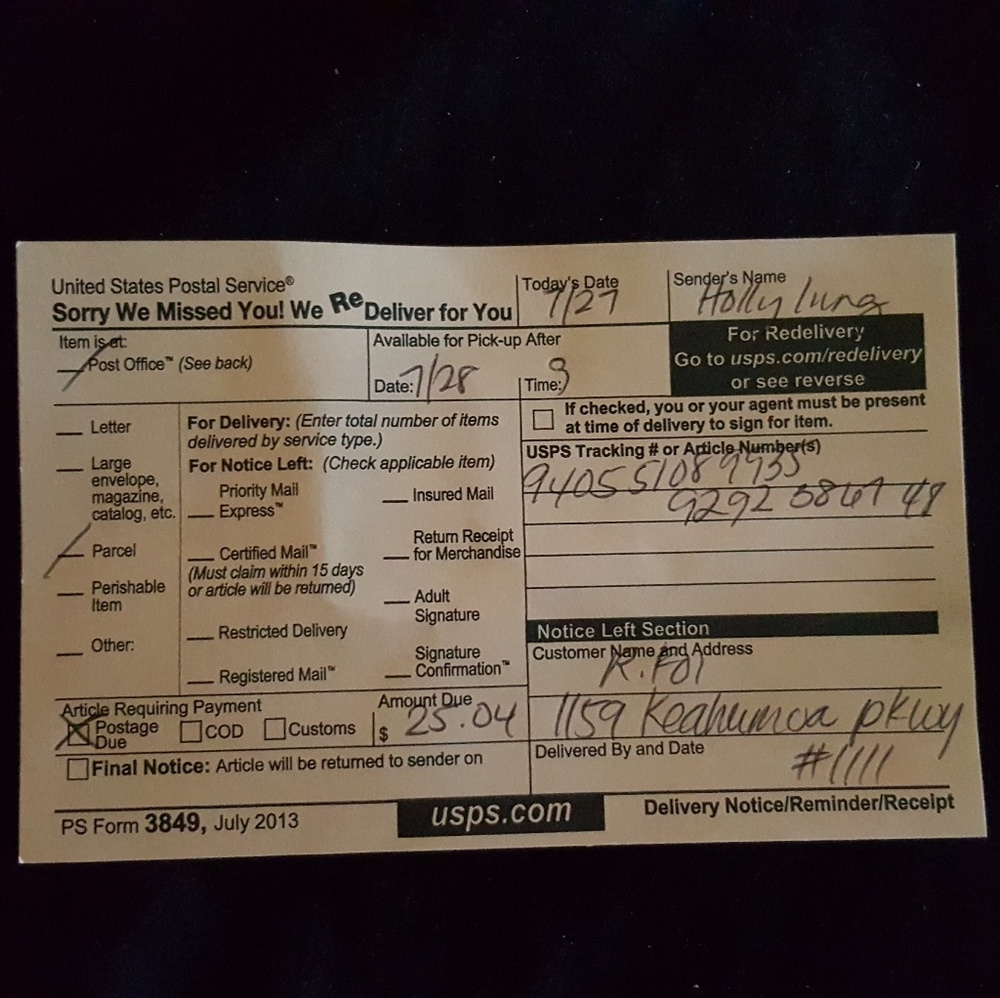 United States Postal Service®
Sorry We Missed You! We ReDeliver for You
Today's Date
7/27
Sender's Name
Holly lung
Item is at:
Post Office™ (See back)
Available for Pick-up After
Date: 7/28
Time: 3
For Redelivery
Go to usps.com/redelivery
or see reverse
Letter
Large
envelope,
magazine,
catalog, etc.
Parcel
Perishable
Item
Other:
For Delivery: (Enter total number of items
delivered by service type.)
For Notice Left: (Check applicable item)
Priority Mail
Express™
Certified Mail™
(Must claim within 15 days
or article will be returned)
Restricted Delivery
Registered Mail™
Insured Mail
Return Receipt
for Merchandise
Adult
Signature
Signature
Confirmation™
If checked, you or your agent must be present
at time of delivery to sign for item.
USPS Tracking # or Article Number(s)
94055
9292
Notice Left Section
Customer Name and Address
1159 Keahumoa pkwy
#1111
Article Requiring Payment
Postage
Due
COD
Customs
Amount Due
$ 25.04
Final Notice: Article will be returned to sender on
Delivered By and Date
PS Form 3849, July 2013
usps.com
Delivery Notice/Reminder/Receipt